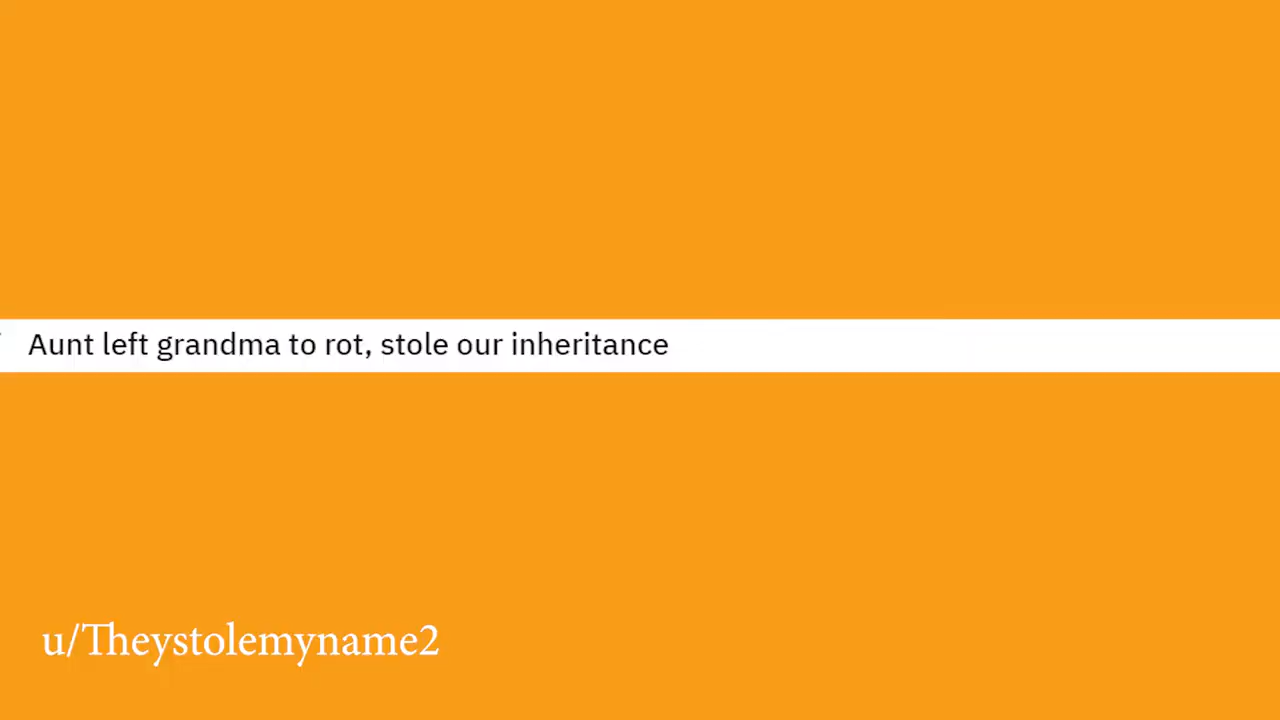 Aunt left grandma to rot, stole our inheritance
u/Theystolemyname2